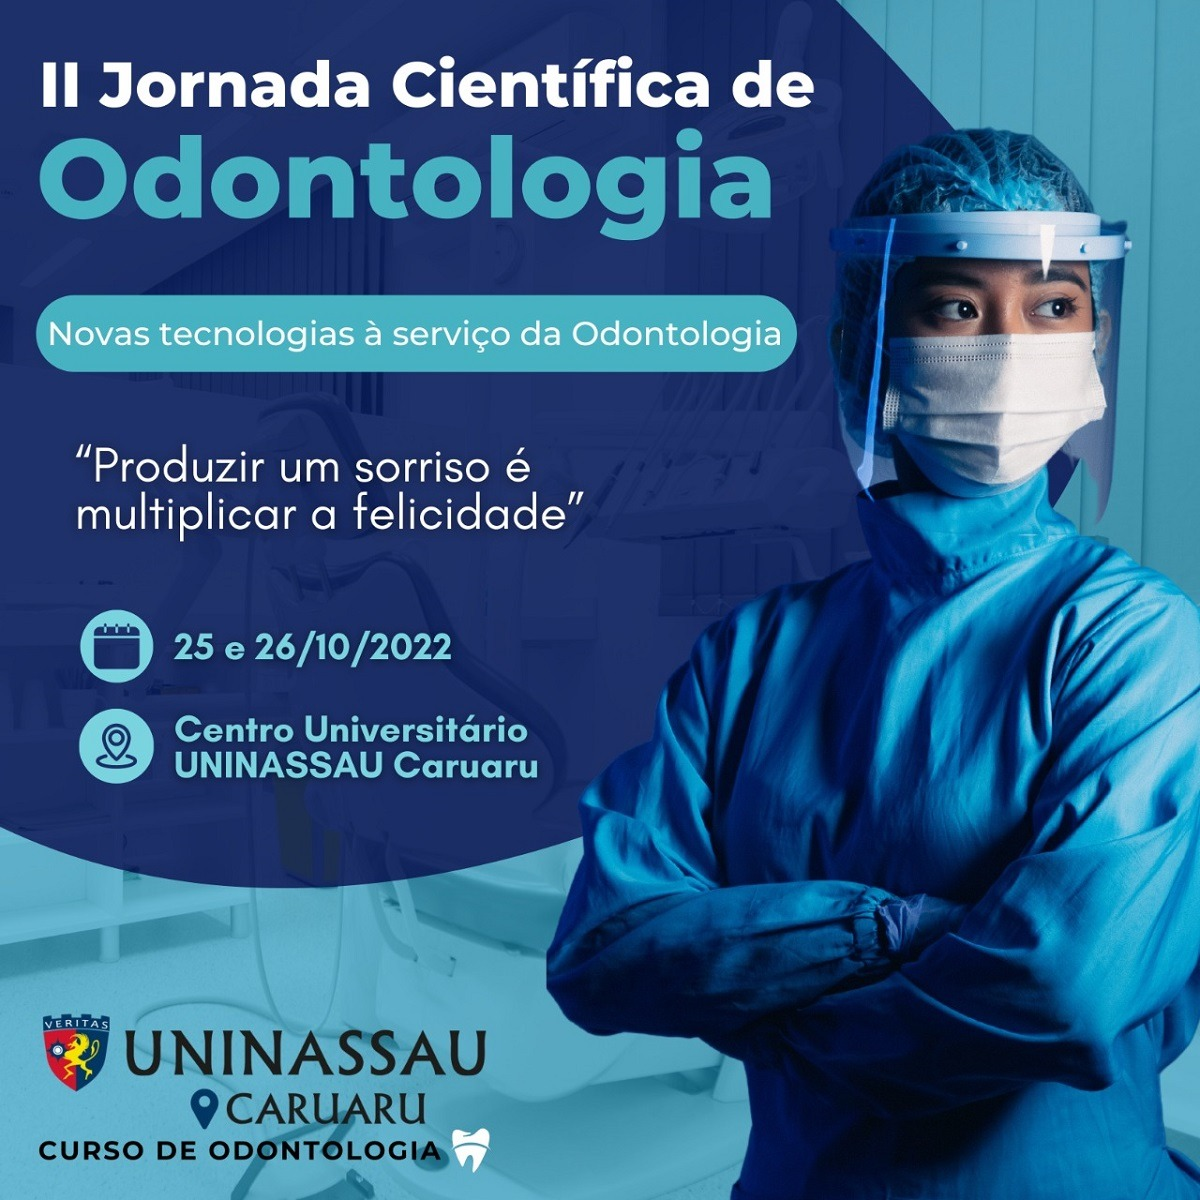 II Jornada Científica de
Odontologia
Novas tecnologias à serviço da Odontologia
“Produzir um sorriso é
multiplicar a felicidade”
25 e 26/10/2022
Centro Universitário
UNINASSAU Caruaru
VERITAS
UNINASSAU
CARUARU
CURSO DE ODONTOLOGIA